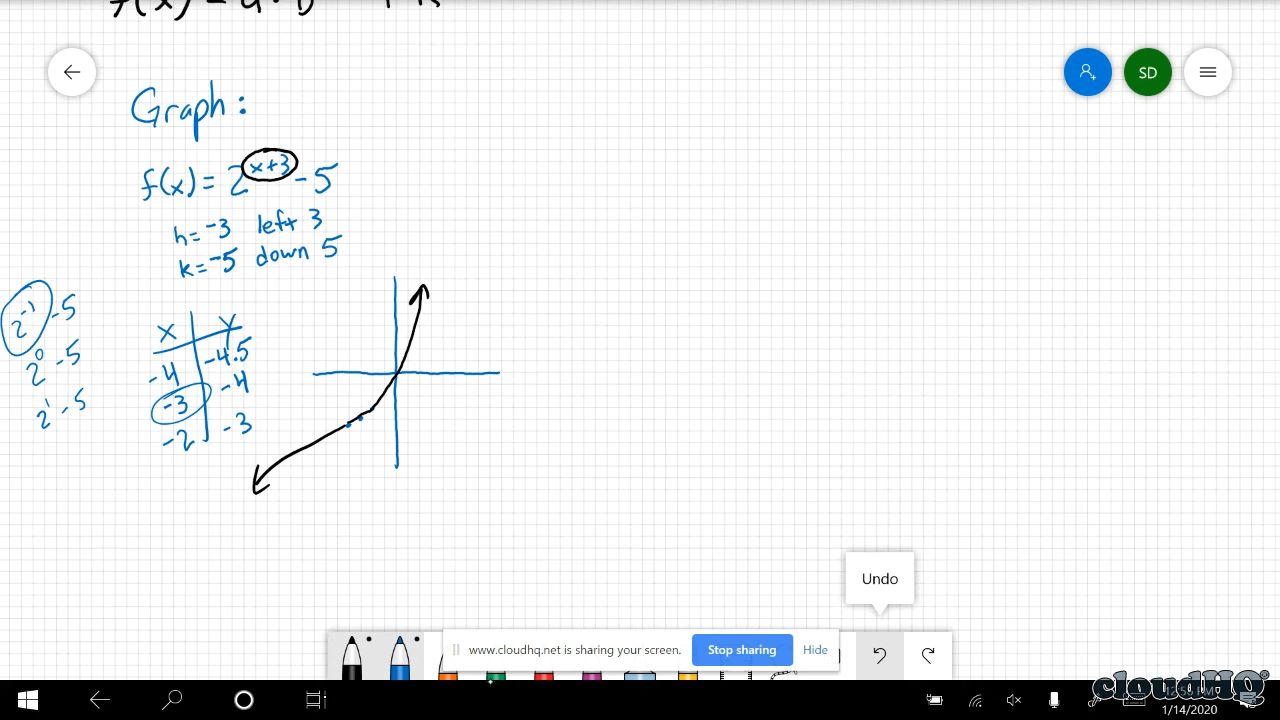 SD
Graph:
f(x) = 2^{x+3} - 5
h = -3 left 3
k = -5 down 5
2^{-1} - 5
2^0 - 5
2^1 - 5
X Y
-4 -4.5
-3 -4
-2 -3
Undo
www.cloudhq.net is sharing your screen.
Stop sharing
Hide
cloudHQ
1/14/2020